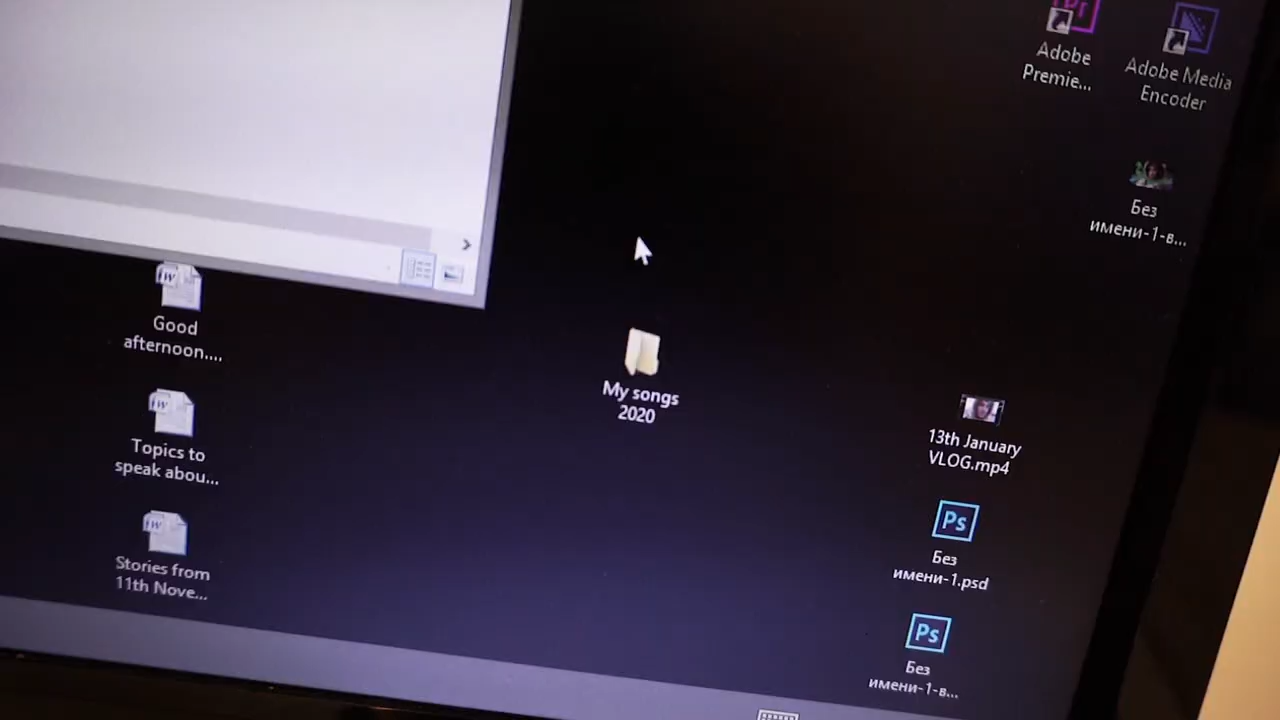 Pr
Adobe
Premie...
Adobe Media
Encoder
Без
имени-1-в...
Good
afternoon....
Topics to
speak abou...
Stories from
11th Nove...
My songs
2020
13th January
VLOG.mp4
Ps
Без
имени-1.psd
Ps
Без
имени-1-в...